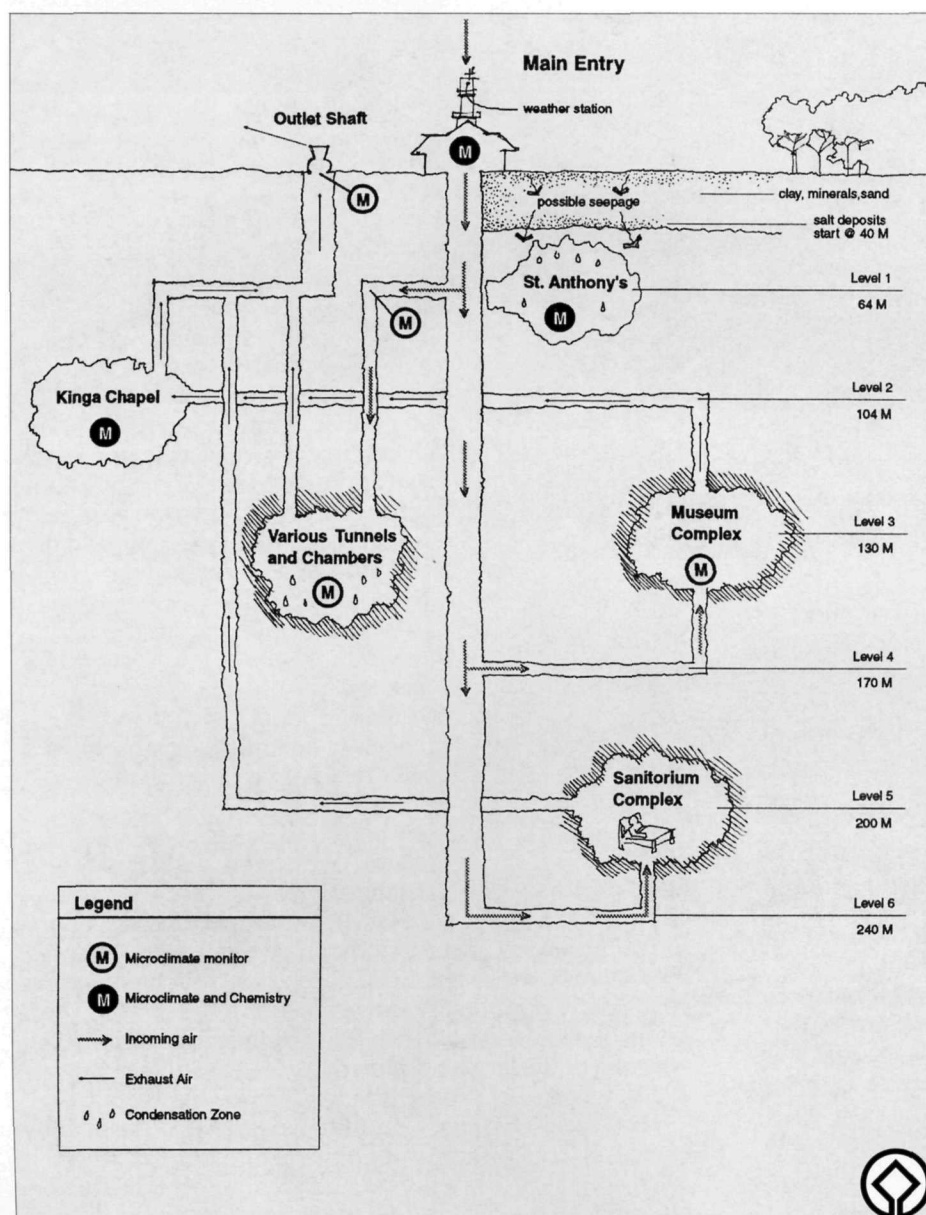 Main Entry
weather station
Outlet Shaft
M
M
clay, minerals,sand
possible seepage
salt deposits
start @ 40 M
St. Anthony's
M
Level 1
64 M
M
Kinga Chapel
M
Level 2
104 M
Various Tunnels
and Chambers
M
Museum
Complex
M
Level 3
130 M
Level 4
170 M
Sanitorium
Complex
Level 5
200 M
Level 6
240 M
Legend
M Microclimate monitor
M Microclimate and Chemistry
Incoming air
Exhaust Air
Condensation Zone